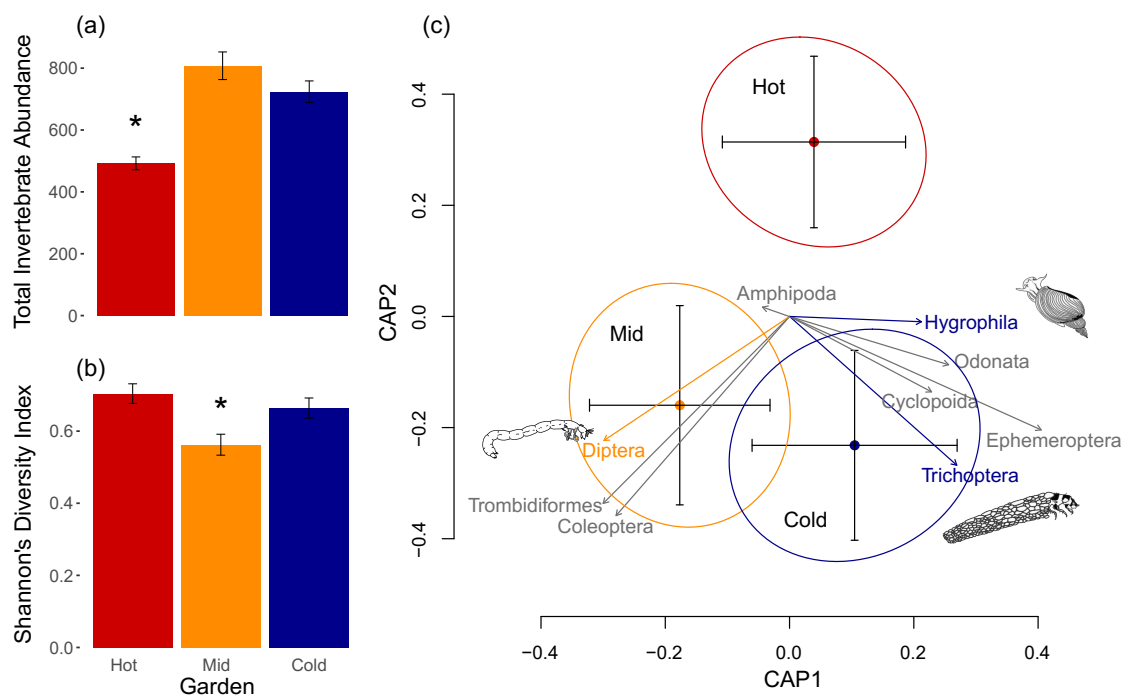 (a)
Total Invertebrate Abundance
800
600
400
200
0
*
(b)
Shannon's Diversity Index
0.6
0.4
0.2
0.0
*
Hot Mid Cold
Garden
(c)
CAP2
0.4
0.2
0.0
−0.2
−0.4
Hot
Amphipoda
Mid
Hygrophila
Odonata
Cyclopoida
Ephemeroptera
Diptera
Trichoptera
Trombidiformes
Coleoptera
Cold
−0.4 −0.2 0.0 0.2 0.4
CAP1